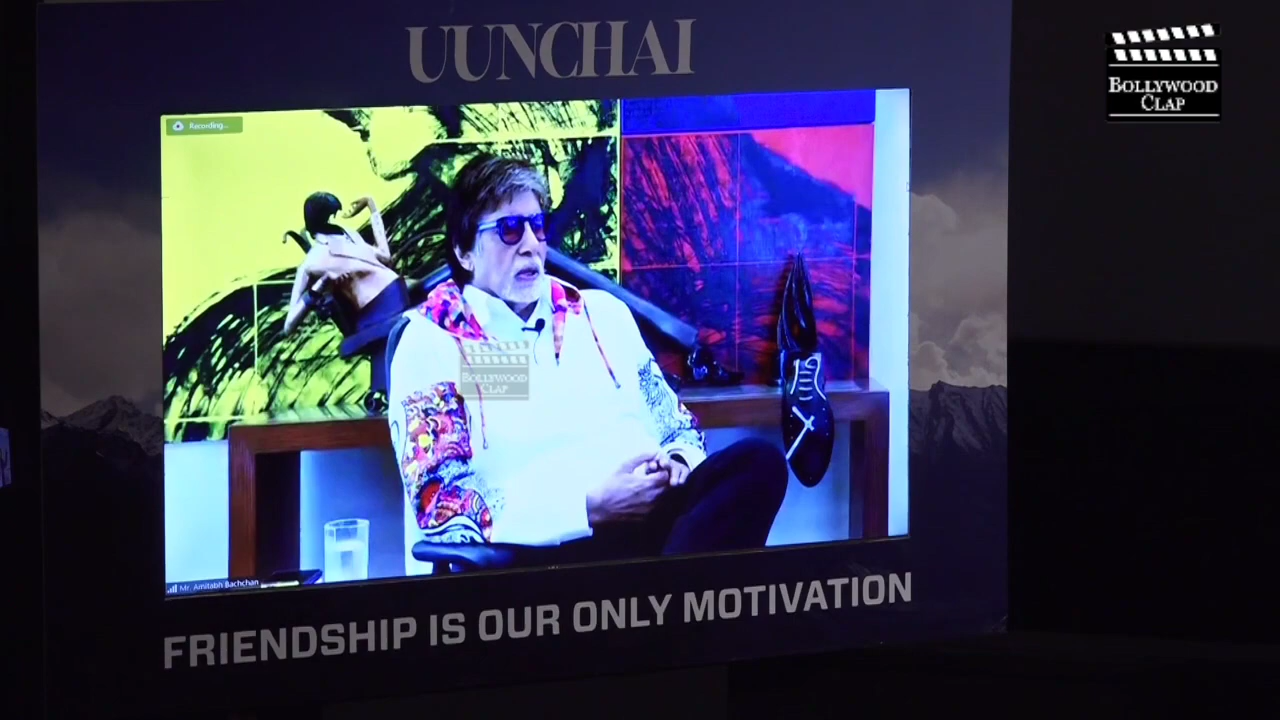 UUNCHAI
BOLLYWOOD
CLAP
Recording...
BOLLYWOOD
CLAP
Mr. Amitabh Bachchan
FRIENDSHIP IS OUR ONLY MOTIVATION